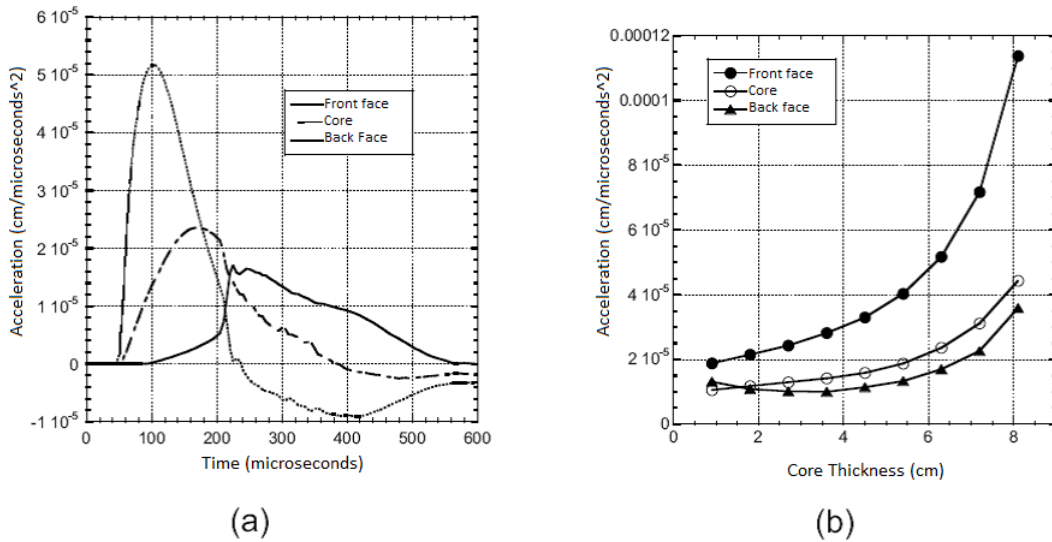 6 10-5
5 10-5
4 10-5
3 10-5
2 10-5
1 10-5
0
-1 10-5
Acceleration (cm/microseconds^2)
Front face
Core
Back Face
0 100 200 300 400 500 600
Time (microseconds)
(a)
0.00012
0.0001
8 10-5
6 10-5
4 10-5
2 10-5
0
Acceleration (cm/microseconds^2)
Front face
Core
Back face
0 2 4 6 8
Core Thickness (cm)
(b)